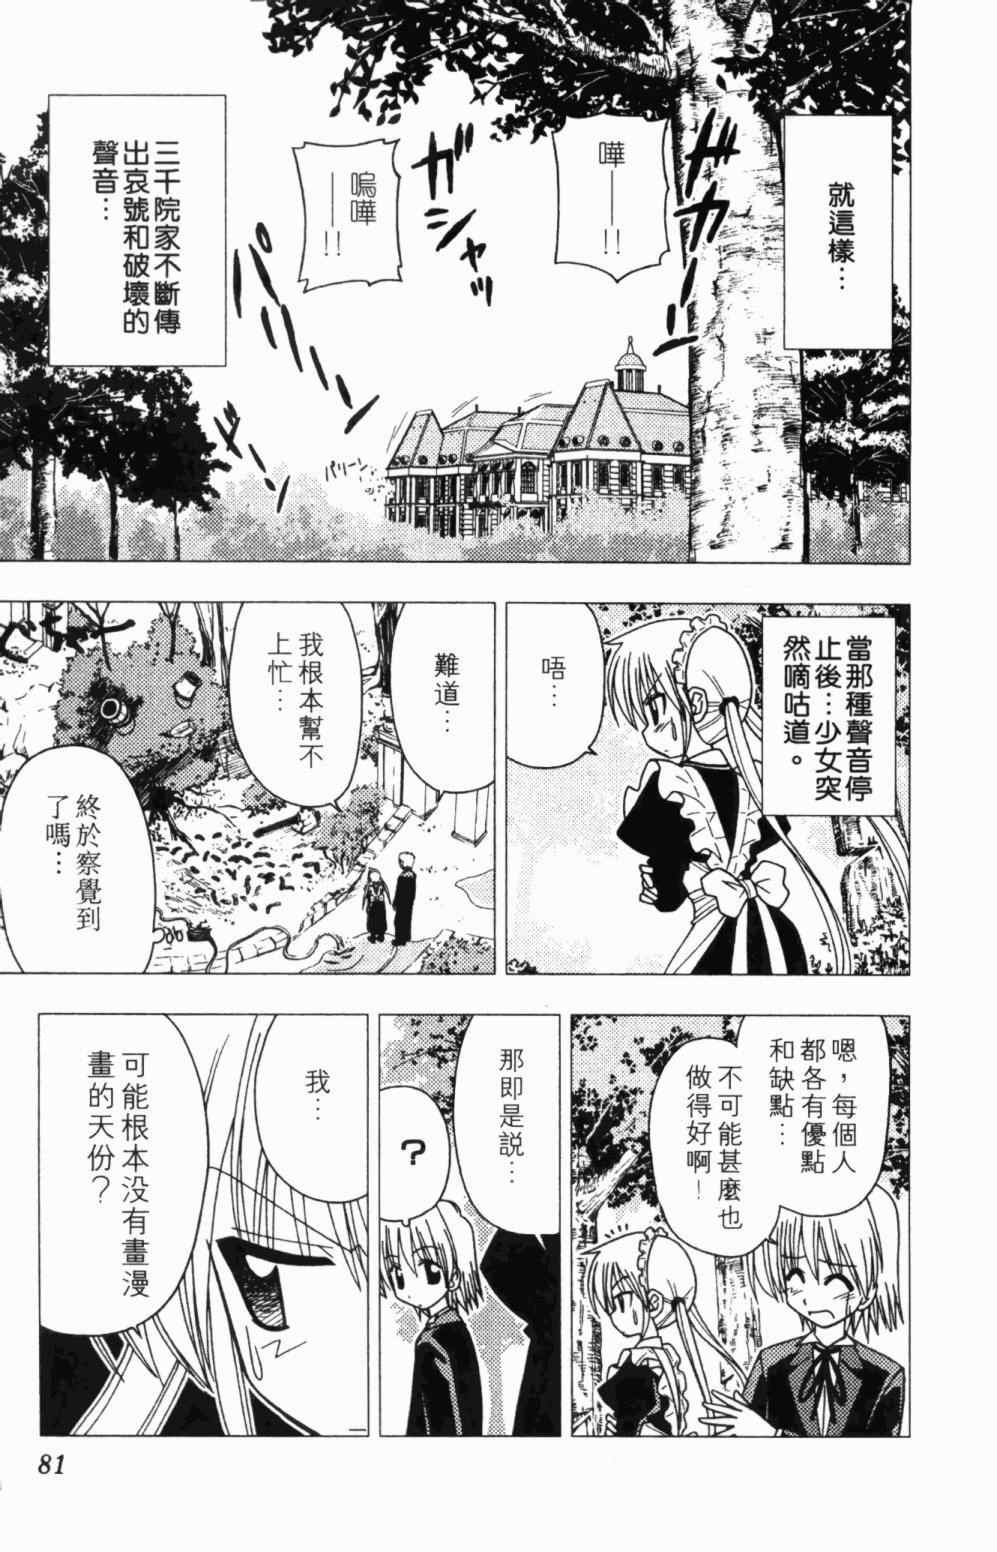 就這樣…
嘩
——!!
ガ
シャ
ン
嗚嘩
——!!
三千院家不斷傳
出哀號和破壞的
聲音…
パリーン
當那種聲音停
止後…少女突
然嘀咕道。
唔…
難道…
我根本幫不
上忙…
終於察覺到
了嗎…
嗯，每個人
都各有優點
和缺點…
不可能甚麼也
做得好啊！
那即是説…
？
我…
可能根本没有畫漫
畫的天份？
81